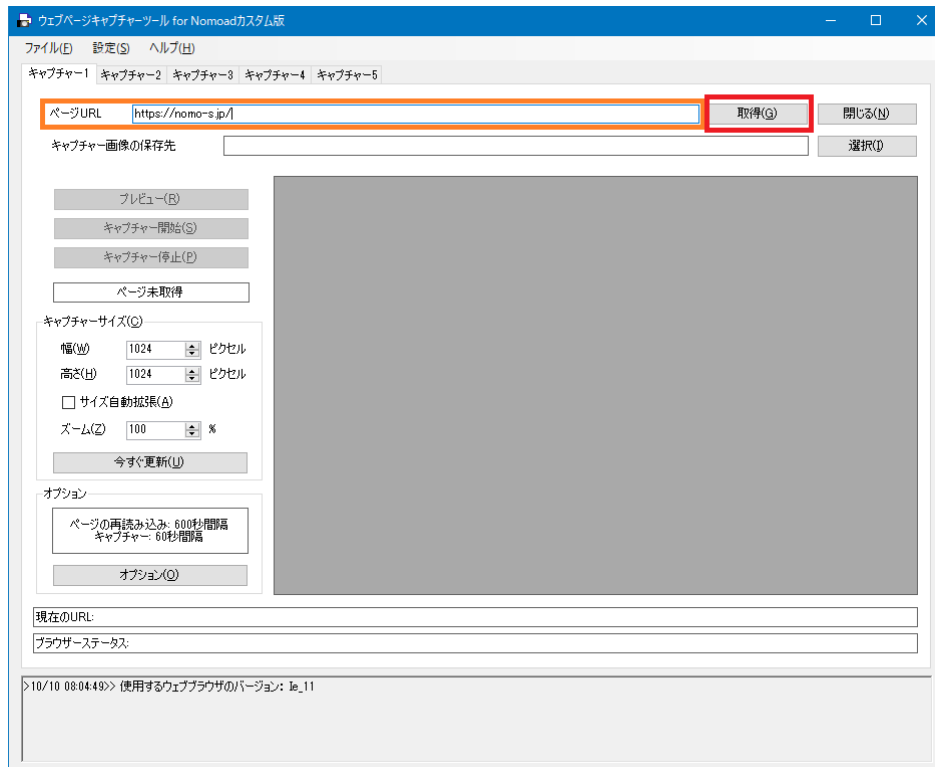 ウェブページキャプチャーツール for Nomoadカスタム版
ファイル(F) 設定(S) ヘルプ(H)
キャプチャー1 キャプチャー2 キャプチャー3 キャプチャー4 キャプチャー5
ページURL https://nomo-s.jp/ 取得(G) 閉じる(N)
キャプチャー画像の保存先 選択(I)
プレビュー(R)
キャプチャー開始(S)
キャプチャー停止(P)
ページ未取得
キャプチャーサイズ(C)
幅(W) 1024 ピクセル
高さ(H) 1024 ピクセル
サイズ自動拡張(A)
ズーム(Z) 100 %
今すぐ更新(U)
オプション
ページの再読み込み: 600秒間隔
キャプチャー: 60秒間隔
オプション(O)
現在のURL:
ブラウザーステータス:
>10/10 08:04:49>> 使用するウェブブラウザのバージョン: Ie_11